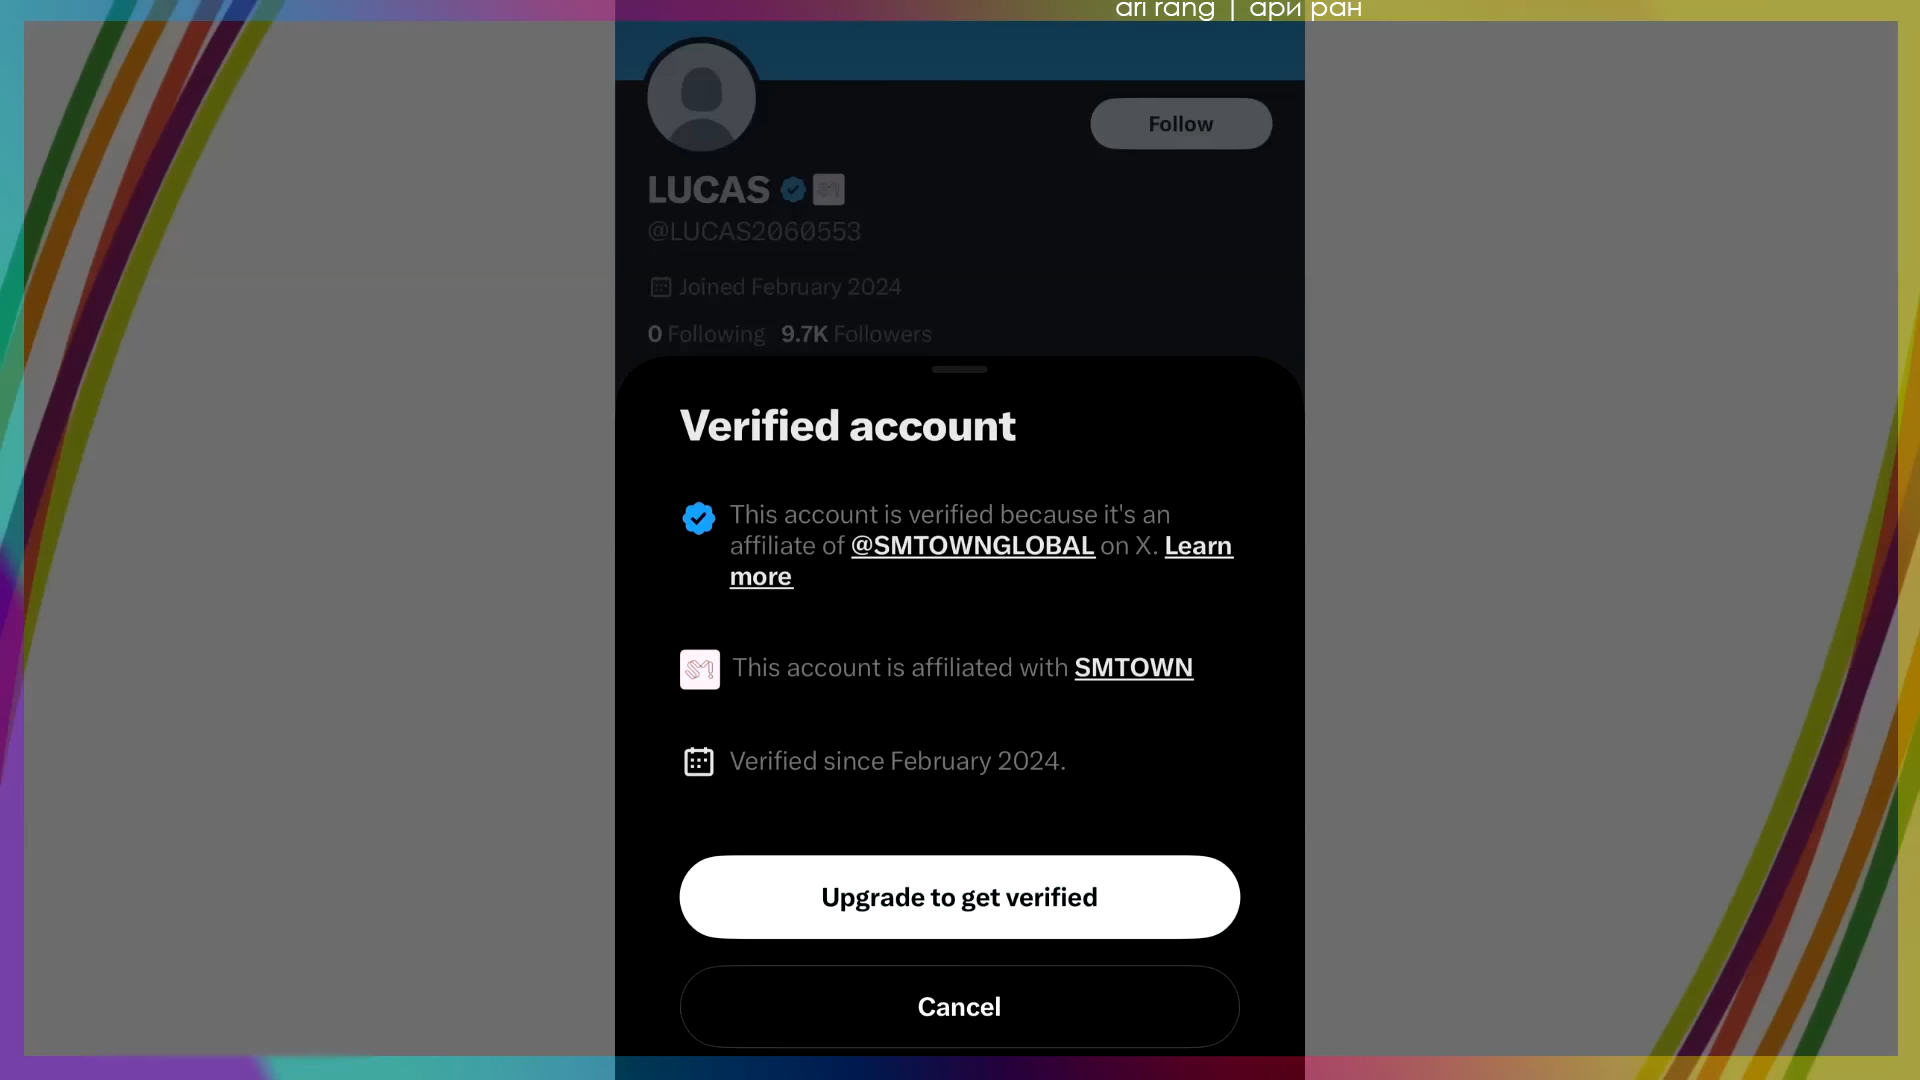 ari rang | ари ран
Follow
LUCAS
@LUCAS2060553
Joined February 2024
0 Following 9.7K Followers
Verified account
This account is verified because it's an
affiliate of @SMTOWNGLOBAL on X. Learn
more
SM
This account is affiliated with SMTOWN
Verified since February 2024.
Upgrade to get verified
Cancel